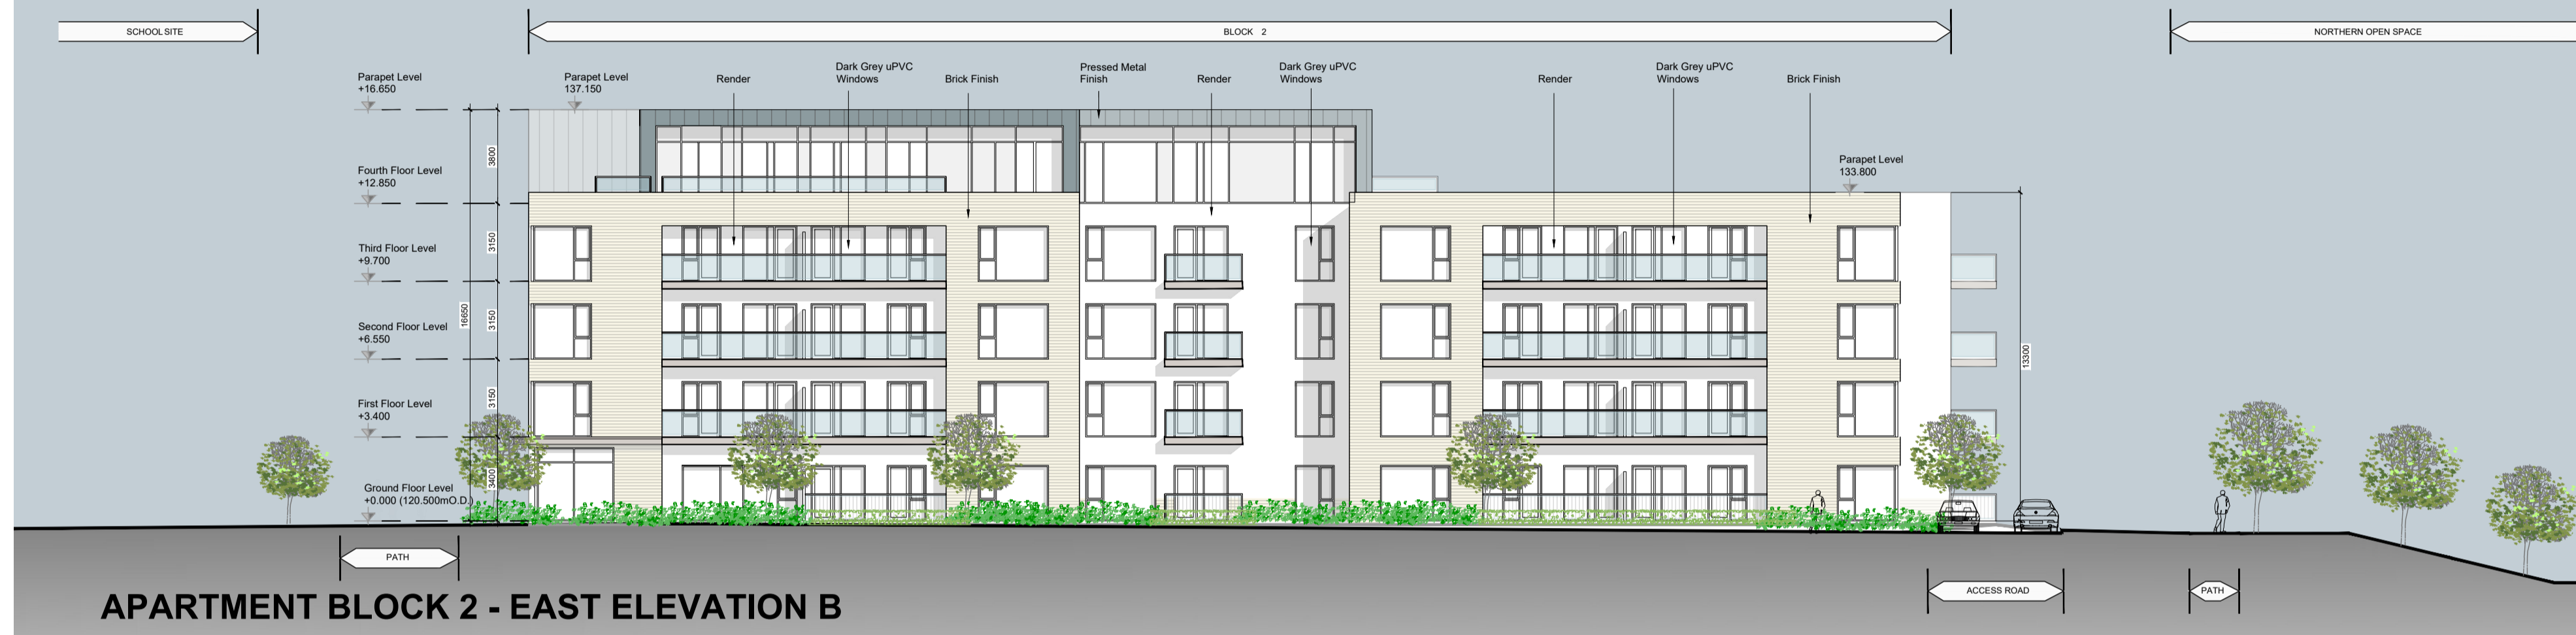 SCHOOL SITE
BLOCK 2
NORTHERN OPEN SPACE
Parapet Level
+16.650
Parapet Level
137.150
Render
Dark Grey uPVC
Windows
Brick Finish
Pressed Metal
Finish
Render
Dark Grey uPVC
Windows
Render
Dark Grey uPVC
Windows
Brick Finish
Parapet Level
133.800
Fourth Floor Level
+12.850
Third Floor Level
+9.700
Second Floor Level
+6.550
First Floor Level
+3.400
Ground Floor Level
+0.000 (120.500mO.D.)
3800
3150
3150
3150
3400
16650
13300
PATH
ACCESS ROAD
PATH
APARTMENT BLOCK 2 - EAST ELEVATION B